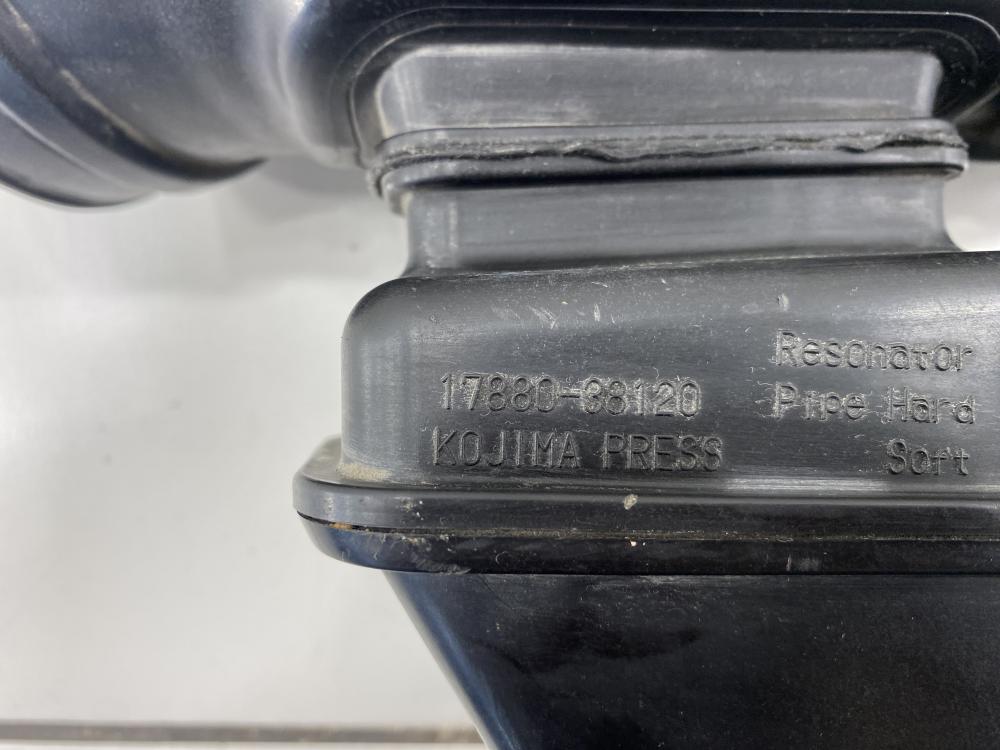 17880-38120
KOJIMA PRESS
Resonator
Pipe Hard
Soft